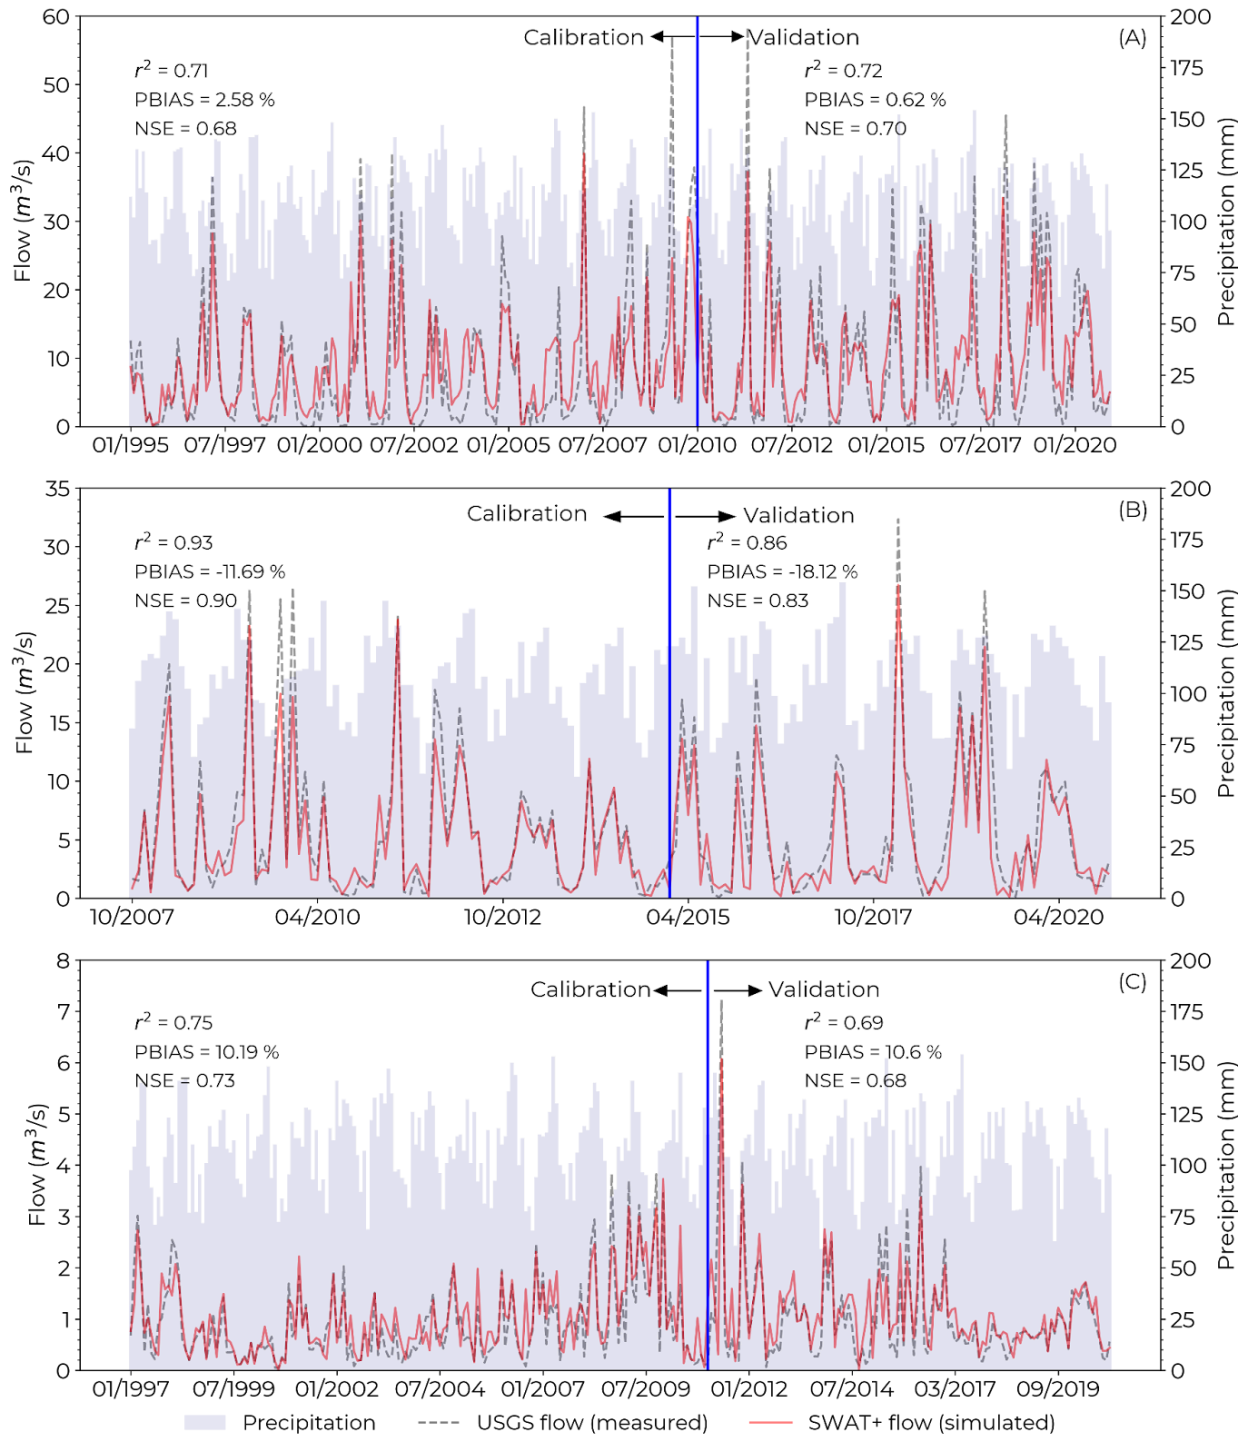 60
50
40
30
20
10
0
Flow (m³/s)
Calibration
Validation
(A)
r² = 0.71
PBIAS = 2.58 %
NSE = 0.68
r² = 0.72
PBIAS = 0.62 %
NSE = 0.70
200
175
150
125
100
75
50
25
0
Precipitation (mm)
01/1995 07/1997 01/2000 07/2002 01/2005 07/2007 01/2010 07/2012 01/2015 07/2017 01/2020
35
30
25
20
15
10
5
0
Flow (m³/s)
Calibration
Validation
(B)
r² = 0.93
PBIAS = -11.69 %
NSE = 0.90
r² = 0.86
PBIAS = -18.12 %
NSE = 0.83
200
175
150
125
100
75
50
25
0
Precipitation (mm)
10/2007 04/2010 10/2012 04/2015 10/2017 04/2020
8
7
6
5
4
3
2
1
0
Flow (m³/s)
Calibration
Validation
(C)
r² = 0.75
PBIAS = 10.19 %
NSE = 0.73
r² = 0.69
PBIAS = 10.6 %
NSE = 0.68
200
175
150
125
100
75
50
25
0
Precipitation (mm)
01/1997 07/1999 01/2002 07/2004 01/2007 07/2009 01/2012 07/2014 03/2017 09/2019
Precipitation
USGS flow (measured)
SWAT+ flow (simulated)